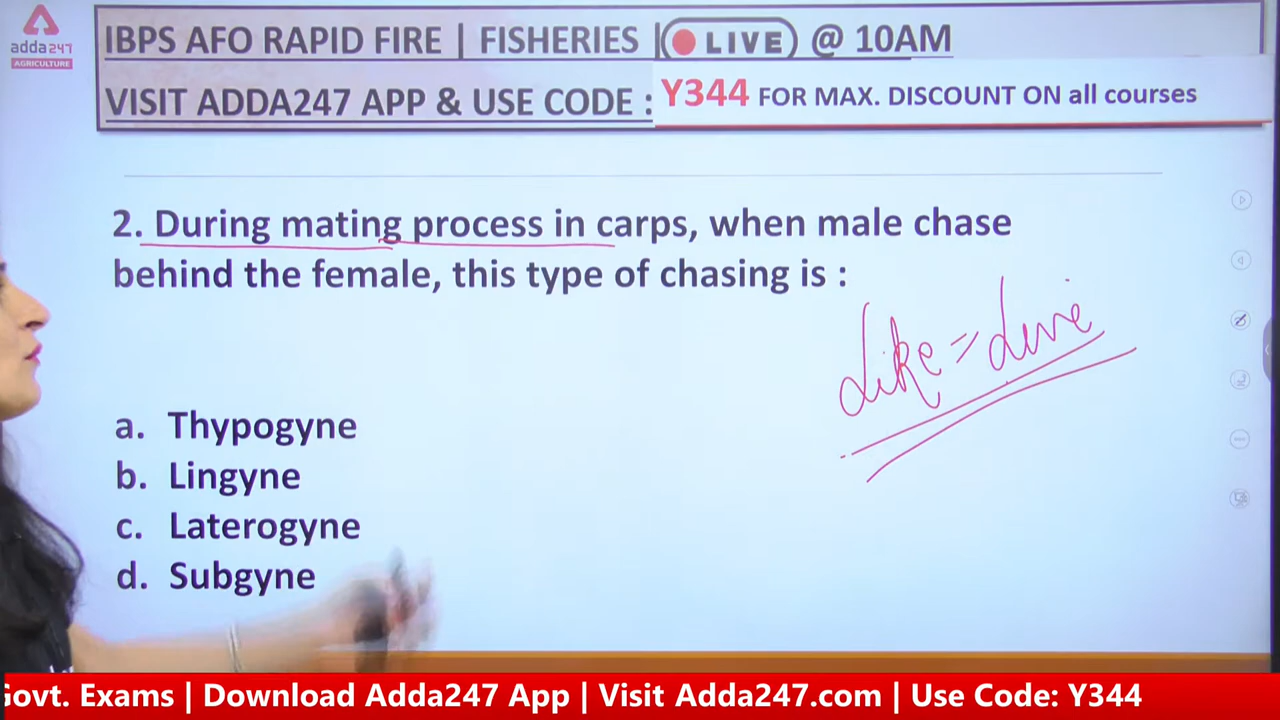 adda247
AGRICULTURE
IBPS AFO RAPID FIRE | FISHERIES | LIVE @ 10AM
VISIT ADDA247 APP & USE CODE : Y344 FOR MAX. DISCOUNT ON all courses
2. During mating process in carps, when male chase
behind the female, this type of chasing is :
Like = Live
a. Thypogyne
b. Lingyne
c. Laterogyne
d. Subgyne
Govt. Exams | Download Adda247 App | Visit Adda247.com | Use Code: Y344